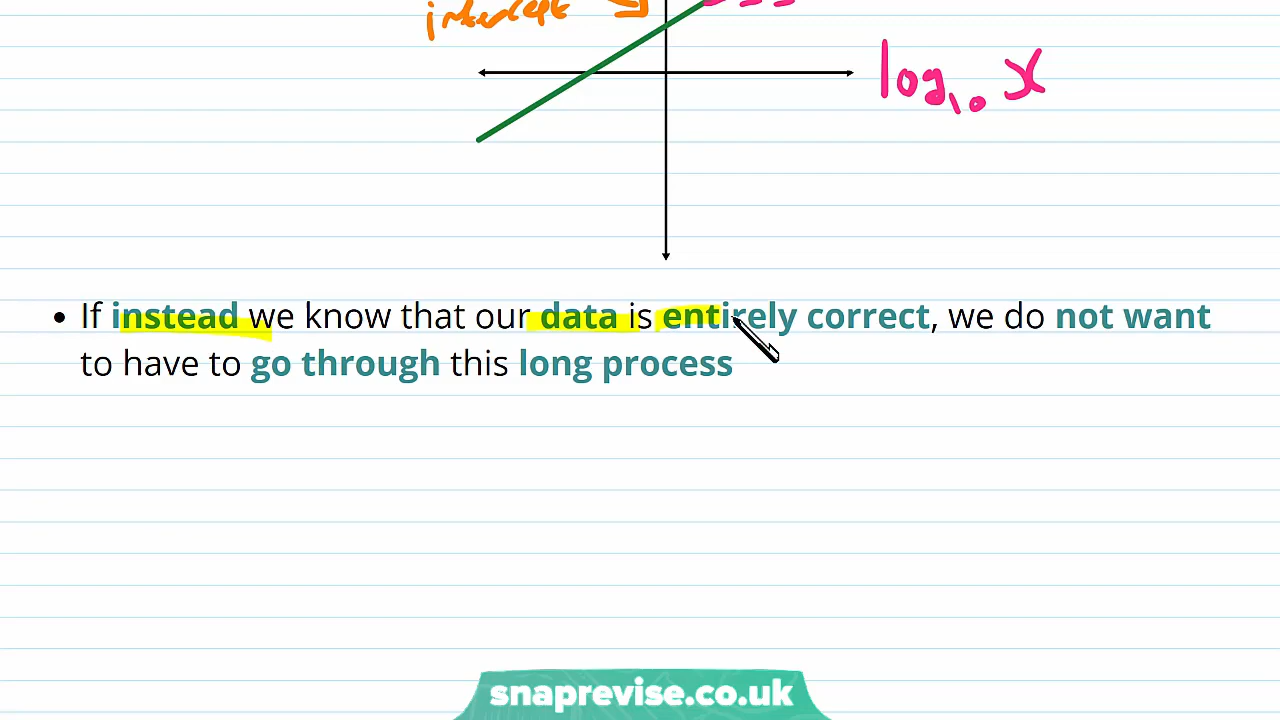 intercept
log₁₀ x
• If instead we know that our data is entirely correct, we do not want
to have to go through this long process
snaprevise.co.uk